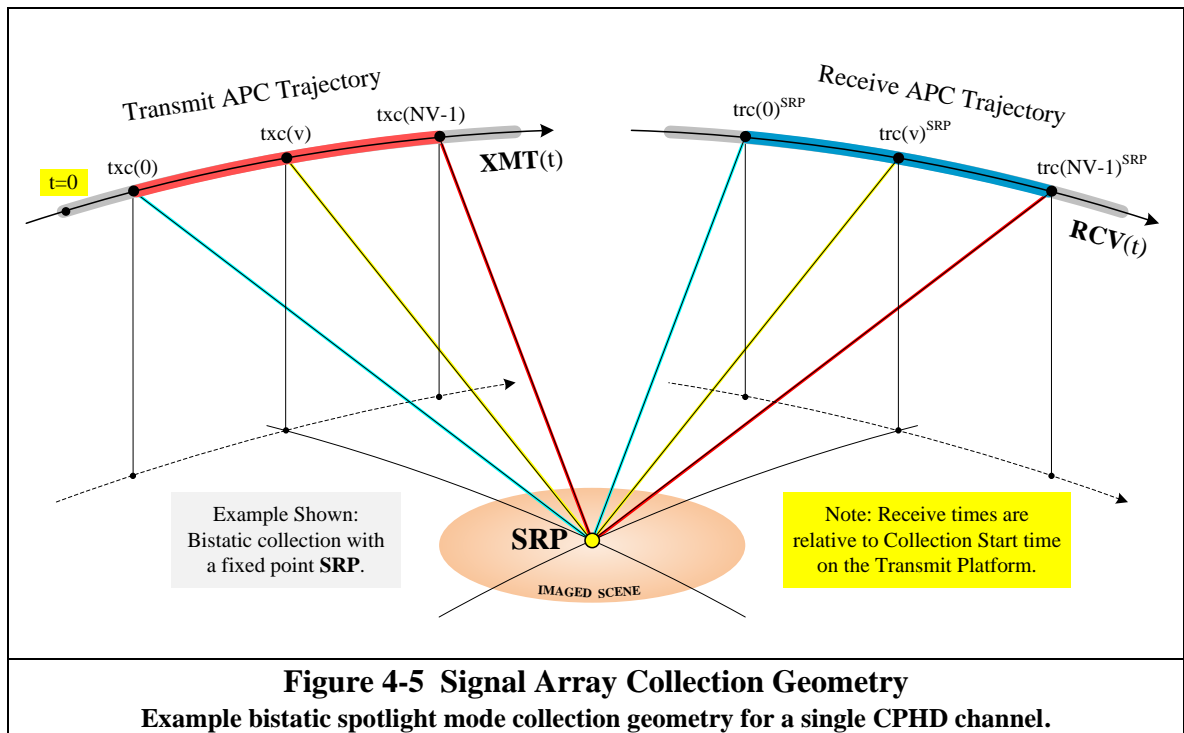 Transmit APC Trajectory
Receive APC Trajectory
t=0
txc(0)
txc(v)
txc(NV-1)
XMT(t)
trc(0)SRP
trc(v)SRP
trc(NV-1)SRP
RCV(t)
Example Shown:
Bistatic collection with
a fixed point SRP.
SRP
IMAGED SCENE
Note: Receive times are
relative to Collection Start time
on the Transmit Platform.
Figure 4-5 Signal Array Collection Geometry
Example bistatic spotlight mode collection geometry for a single CPHD channel.